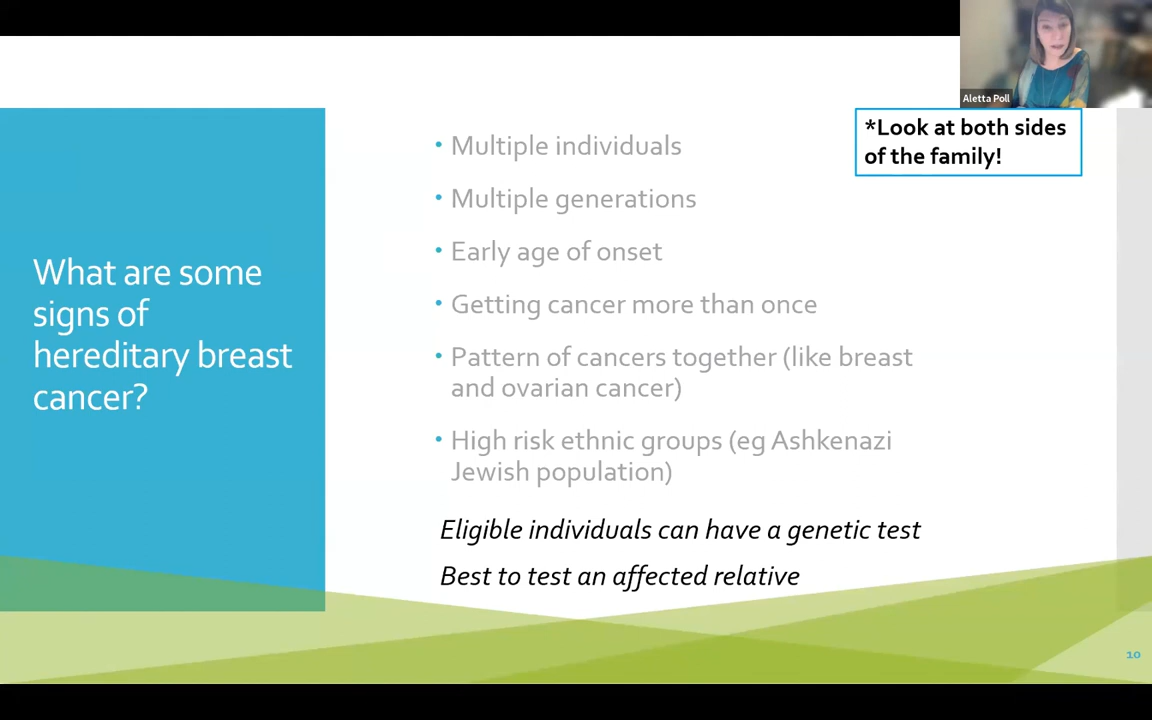 Aletta Poll
*Look at both sides
of the family!
What are some
signs of
hereditary breast
cancer?
• Multiple individuals
• Multiple generations
• Early age of onset
• Getting cancer more than once
• Pattern of cancers together (like breast
and ovarian cancer)
• High risk ethnic groups (eg Ashkenazi
Jewish population)
Eligible individuals can have a genetic test
Best to test an affected relative
10